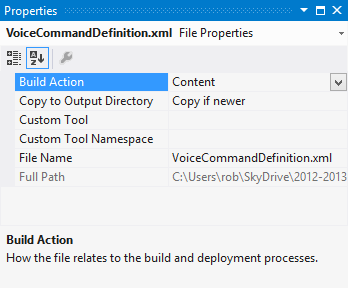 Properties
VoiceCommandDefinition.xml File Properties
Build Action Content
Copy to Output Directory Copy if newer
Custom Tool
Custom Tool Namespace
File Name VoiceCommandDefinition.xml
Full Path C:\Users\rob\SkyDrive\2012-2013
Build Action
How the file relates to the build and deployment processes.